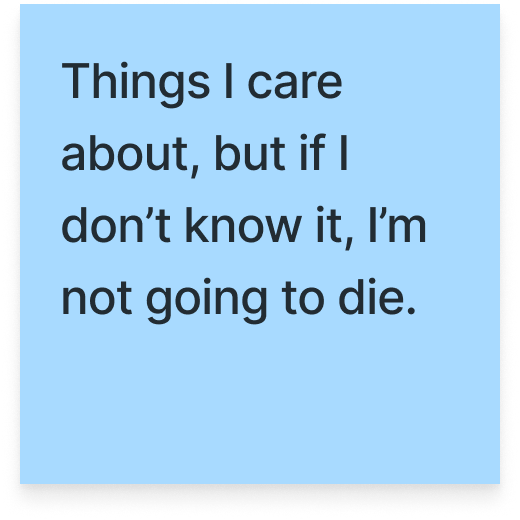 Things I care
about, but if I
don’t know it, I’m
not going to die.